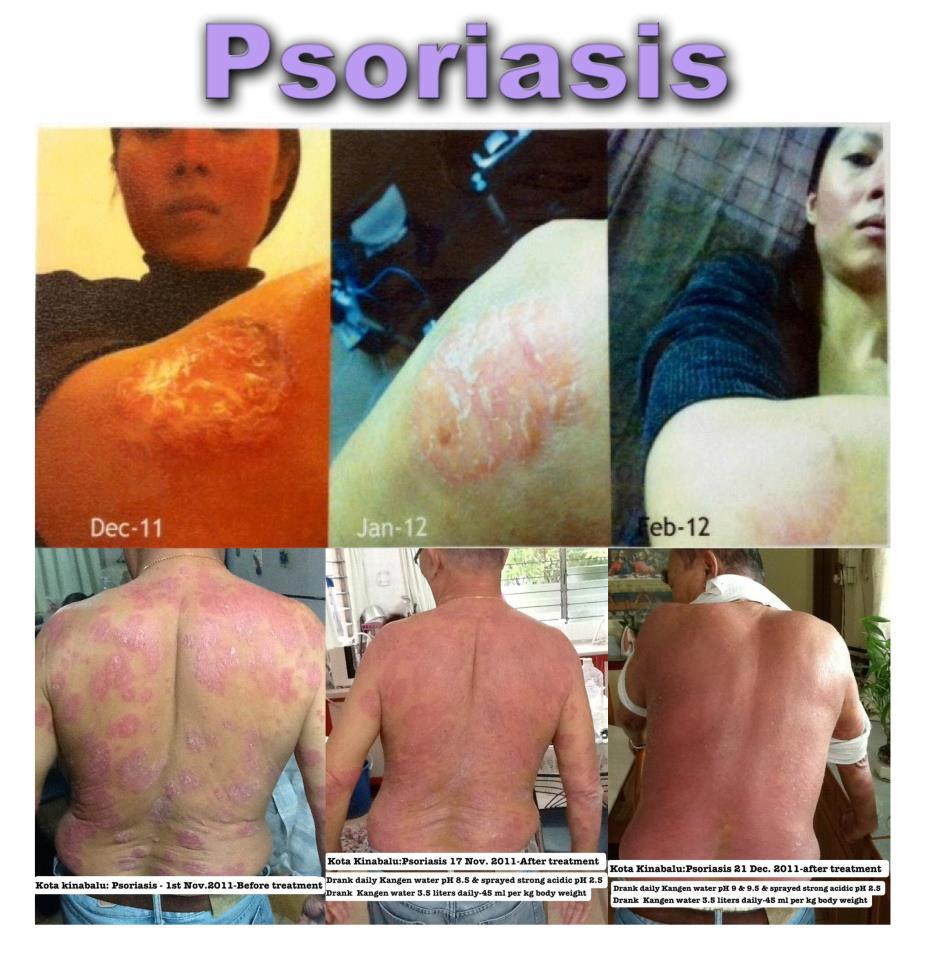 Psoriasis
Dec-11
Jan-12
Feb-12
Kota kinabalu: Psoriasis - 1st Nov.2011-Before treatment
Kota Kinabalu:Psoriasis 17 Nov. 2011-After treatment
Drank daily Kangen water pH 8.5 & sprayed strong acidic pH 2.5
Drank Kangen water 3.5 liters daily-45 ml per kg body weight
Kota Kinabalu:Psoriasis 21 Dec. 2011-after treatment
Drank daily Kangen water pH 9 & 9.5 & sprayed strong acidic pH 2.5
Drank Kangen water 3.5 liters daily-45 ml per kg body weight